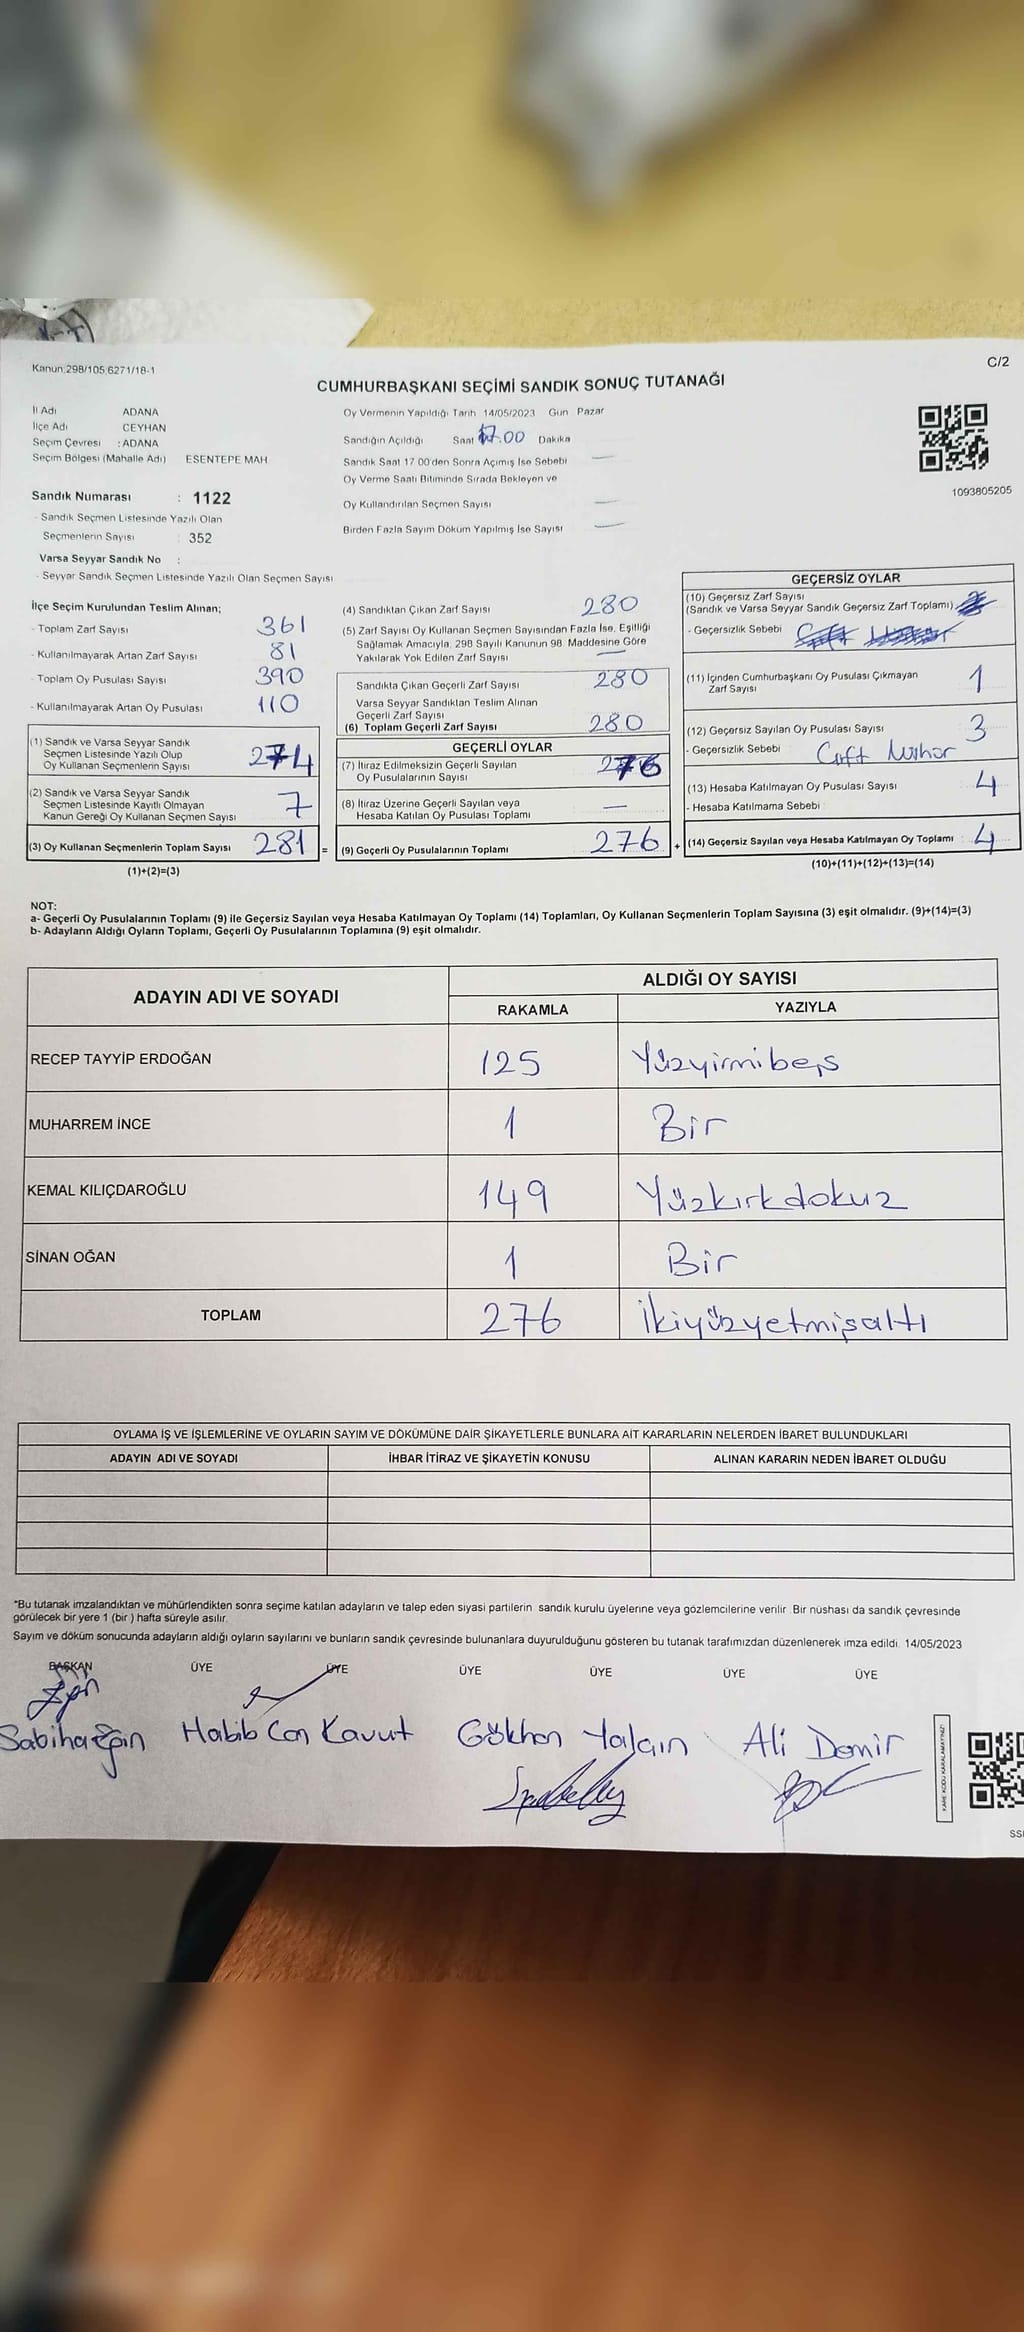 Kanun:298/105,6271/18-1
C/2
CUMHURBAŞKANI SEÇİMİ SANDIK SONUÇ TUTANAĞI
İl Adı ADANA
İlçe Adı CEYHAN
Seçim Çevresi : ADANA
Seçim Bölgesi (Mahalle Adı) ESENTEPE MAH
Sandık Numarası : 1122
- Sandık Seçmen Listesinde Yazılı Olan
Seçmenlerin Sayısı : 352
Varsa Seyyar Sandık No :
- Seyyar Sandık Seçmen Listesinde Yazılı Olan Seçmen Sayısı
Oy Vermenin Yapıldığı Tarih 14/05/2023 Gün Pazar
Sandığın Açıldığı Saat 17.00 Dakika
Sandık Saat 17 00'den Sonra Açımış İse Sebebi —
Oy Verme Saati Bitiminde Sırada Bekleyen ve
Oy Kullandırılan Seçmen Sayısı —
Birden Fazla Sayım Döküm Yapılmış İse Sayısı —
1093805205
İlçe Seçim Kurulundan Teslim Alınan;
- Toplam Zarf Sayısı 361
- Kullanılmayarak Artan Zarf Sayısı 81
- Toplam Oy Pusulası Sayısı 390
- Kullanılmayarak Artan Oy Pusulası 110
(1) Sandık ve Varsa Seyyar Sandık
Seçmen Listesinde Yazılı Olup
Oy Kullanan Seçmenlerin Sayısı 274
(2) Sandık ve Varsa Seyyar Sandık
Seçmen Listesinde Kayıtlı Olmayan
Kanun Gereği Oy Kullanan Seçmen Sayısı 7
(3) Oy Kullanan Seçmenlerin Toplam Sayısı 281 =
(1)+(2)=(3)
(4) Sandıktan Çıkan Zarf Sayısı 280
(5) Zarf Sayısı Oy Kullanan Seçmen Sayısından Fazla İse, Eşitliği
Sağlamak Amacıyla, 298 Sayılı Kanunun 98 Maddesine Göre
Yakılarak Yok Edilen Zarf Sayısı —
Sandıkta Çıkan Geçerli Zarf Sayısı 280
Varsa Seyyar Sandıktan Teslim Alınan
Geçerli Zarf Sayısı
(6) Toplam Geçerli Zarf Sayısı 280
GEÇERLİ OYLAR
(7) İtiraz Edilmeksizin Geçerli Sayılan
Oy Pusulalarının Sayısı 276
(8) İtiraz Üzerine Geçerli Sayılan veya
Hesaba Katılan Oy Pusulası Toplamı —
(9) Geçerli Oy Pusulalarının Toplamı 276 +
GEÇERSİZ OYLAR
(10) Geçersiz Zarf Sayısı
(Sandık ve Varsa Seyyar Sandık Geçersiz Zarf Toplamı)
- Geçersizlik Sebebi
(11) İçinden Cumhurbaşkanı Oy Pusulası Çıkmayan
Zarf Sayısı 1
(12) Geçersiz Sayılan Oy Pusulası Sayısı 3
- Geçersizlik Sebebi Çift Mühür
(13) Hesaba Katılmayan Oy Pusulası Sayısı 4
- Hesaba Katılmama Sebebi :
(14) Geçersiz Sayılan veya Hesaba Katılmayan Oy Toplamı : 4
(10)+(11)+(12)+(13)=(14)
NOT:
a- Geçerli Oy Pusulalarının Toplamı (9) ile Geçersiz Sayılan veya Hesaba Katılmayan Oy Toplamı (14) Toplamları, Oy Kullanan Seçmenlerin Toplam Sayısına (3) eşit olmalıdır. (9)+(14)=(3)
b- Adayların Aldığı Oyların Toplamı, Geçerli Oy Pusulalarının Toplamına (9) eşit olmalıdır.
ADAYIN ADI VE SOYADI ALDIĞI OY SAYISI
RAKAMLA YAZIYLA
RECEP TAYYİP ERDOĞAN 125 Yüzyirmibeş
MUHARREM İNCE 1 Bir
KEMAL KILIÇDAROĞLU 149 Yüzkırkdokuz
SİNAN OĞAN 1 Bir
TOPLAM 276 İkiyüzyetmişaltı
OYLAMA İŞ VE İŞLEMLERİNE VE OYLARIN SAYIM VE DÖKÜMÜNE DAİR ŞİKAYETLERLE BUNLARA AİT KARARLARIN NELERDEN İBARET BULUNDUKLARI
ADAYIN ADI VE SOYADI İHBAR İTİRAZ VE ŞİKAYETİN KONUSU ALINAN KARARIN NEDEN İBARET OLDUĞU
"Bu tutanak imzalandıktan ve mühürlendikten sonra seçime katılan adayların ve talep eden siyasi partilerin sandık kurulu üyelerine veya gözlemcilerine verilir Bir nüshası da sandık çevresinde
görülecek bir yere 1 (bir ) hafta süreyle asılır.
Sayım ve döküm sonucunda adayların aldığı oyların sayılarını ve bunların sandık çevresinde bulunanlara duyurulduğunu gösteren bu tutanak tarafımızdan düzenlenerek imza edildi. 14/05/2023
BAŞKAN ÜYE ÜYE ÜYE ÜYE ÜYE ÜYE
Sabiha Habib Can Kavut Gökhan Yalçın Ali Demir
KARE KODU KARALAMAYINIZ!